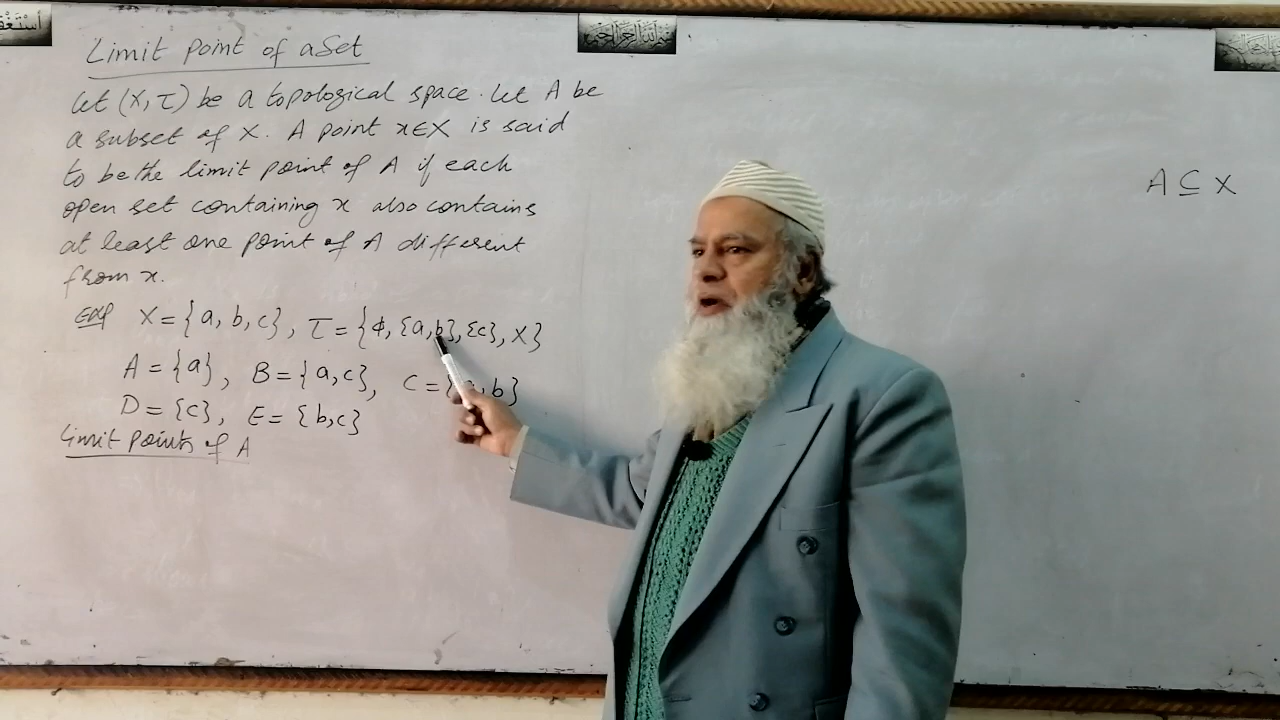 Limit Point of a Set
Let (X, τ) be a topological space. Let A be
a subset of X. A point x∈X is said
to be the limit point of A if each
open set containing x also contains
at least one point of A different
from x.
X = {a, b, c}, τ = {ϕ, {a, b}, {c}, X}
A = {a}, B = {a, c}, C = {a, b}
D = {c}, E = {b, c}
Limit Points of A
A ⊆ X